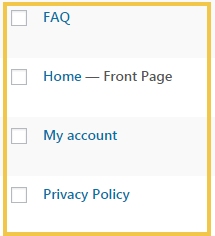 FAQ
Home — Front Page
My account
Privacy Policy